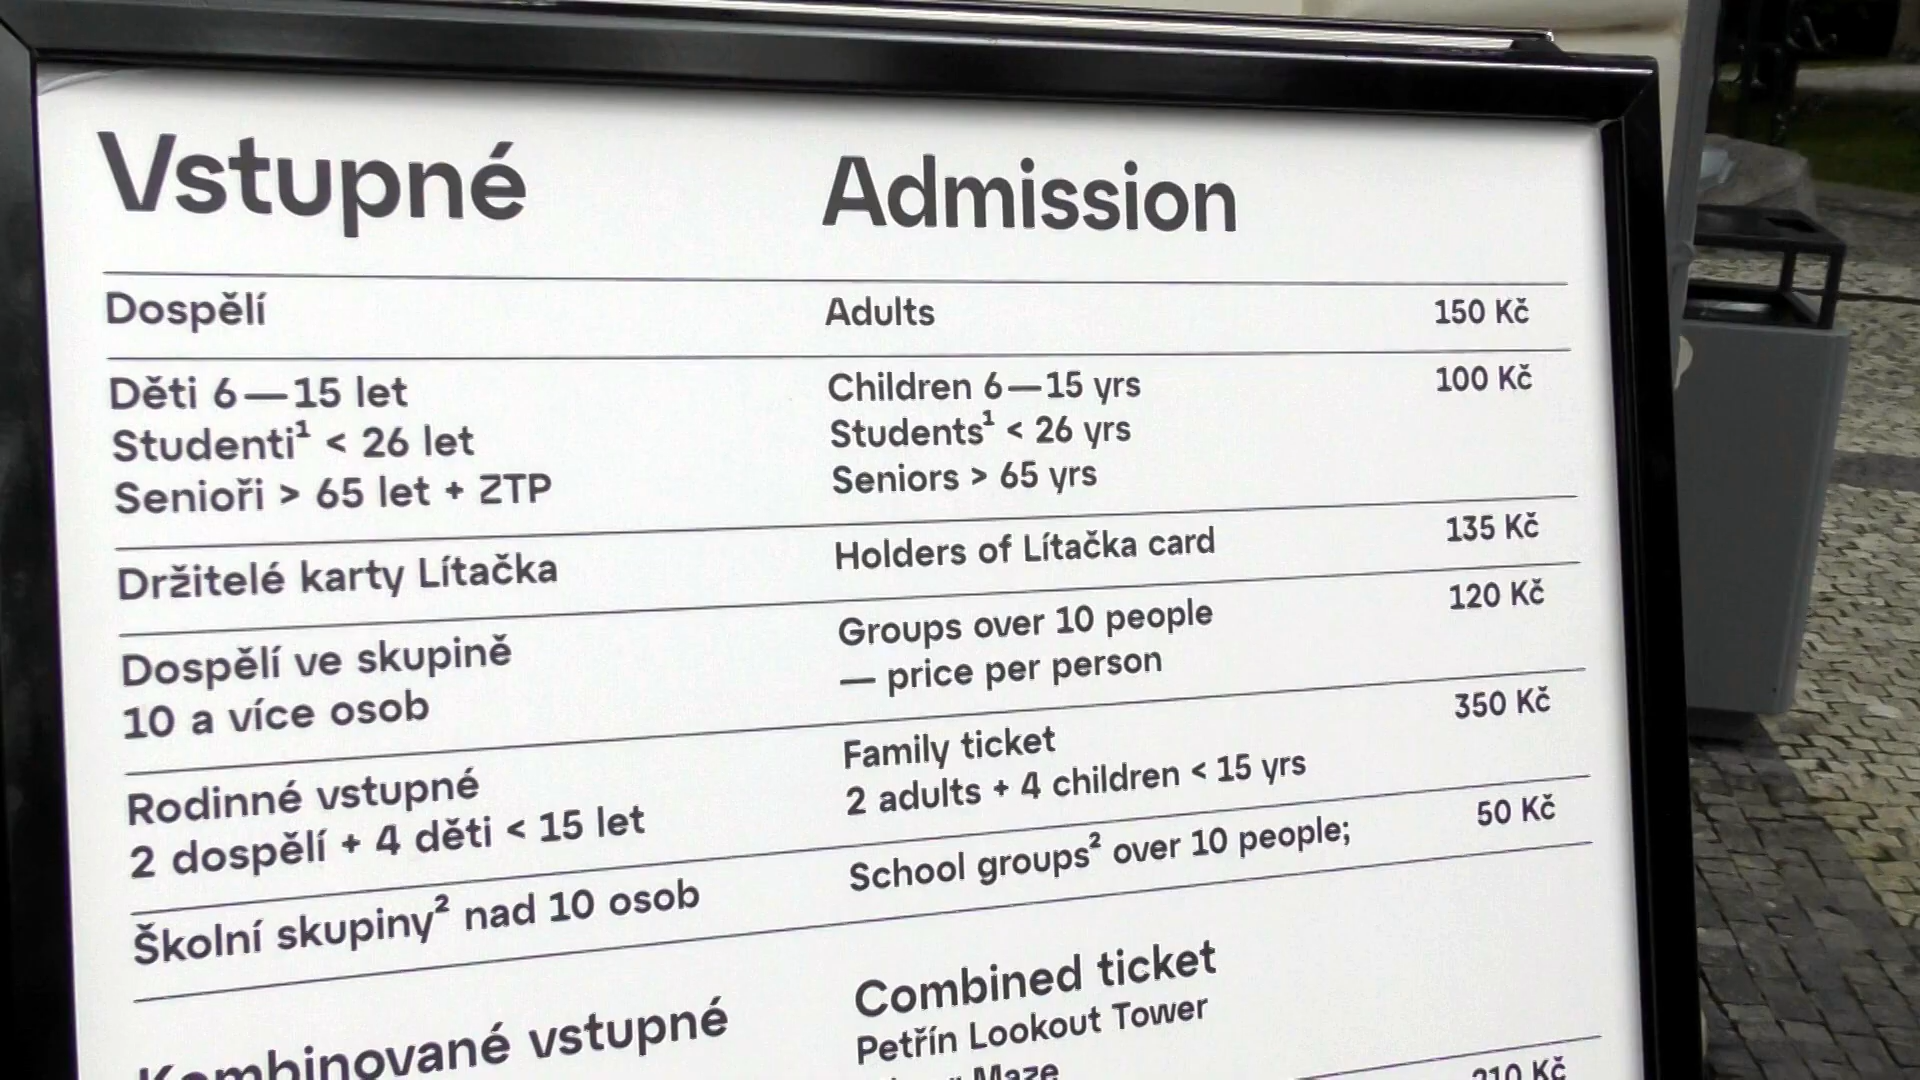 Vstupné Admission
Dospělí Adults 150 Kč
Děti 6—15 let Children 6—15 yrs 100 Kč
Studenti¹ < 26 let Students¹ < 26 yrs
Senioři > 65 let + ZTP Seniors > 65 yrs
Držitelé karty Lítačka Holders of Lítačka card 135 Kč
Dospělí ve skupině Groups over 10 people 120 Kč
10 a více osob — price per person
Rodinné vstupné Family ticket 350 Kč
2 dospělí + 4 děti < 15 let 2 adults + 4 children < 15 yrs
Školní skupiny² nad 10 osob School groups² over 10 people; 50 Kč
Kombinované vstupné Combined ticket
Petřín Lookout Tower
Maze 210 Kč